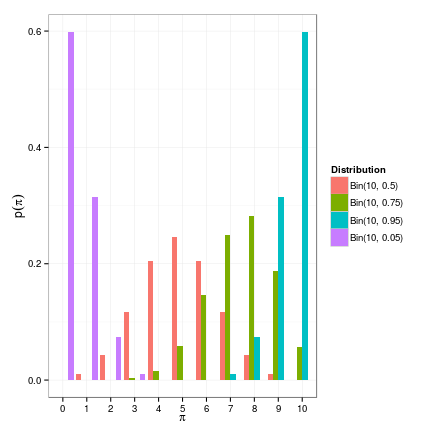 0.6
0.4
0.2
0.0
p(π)
0 1 2 3 4 5 6 7 8 9 10
π
Distribution
Bin(10, 0.5)
Bin(10, 0.75)
Bin(10, 0.95)
Bin(10, 0.05)